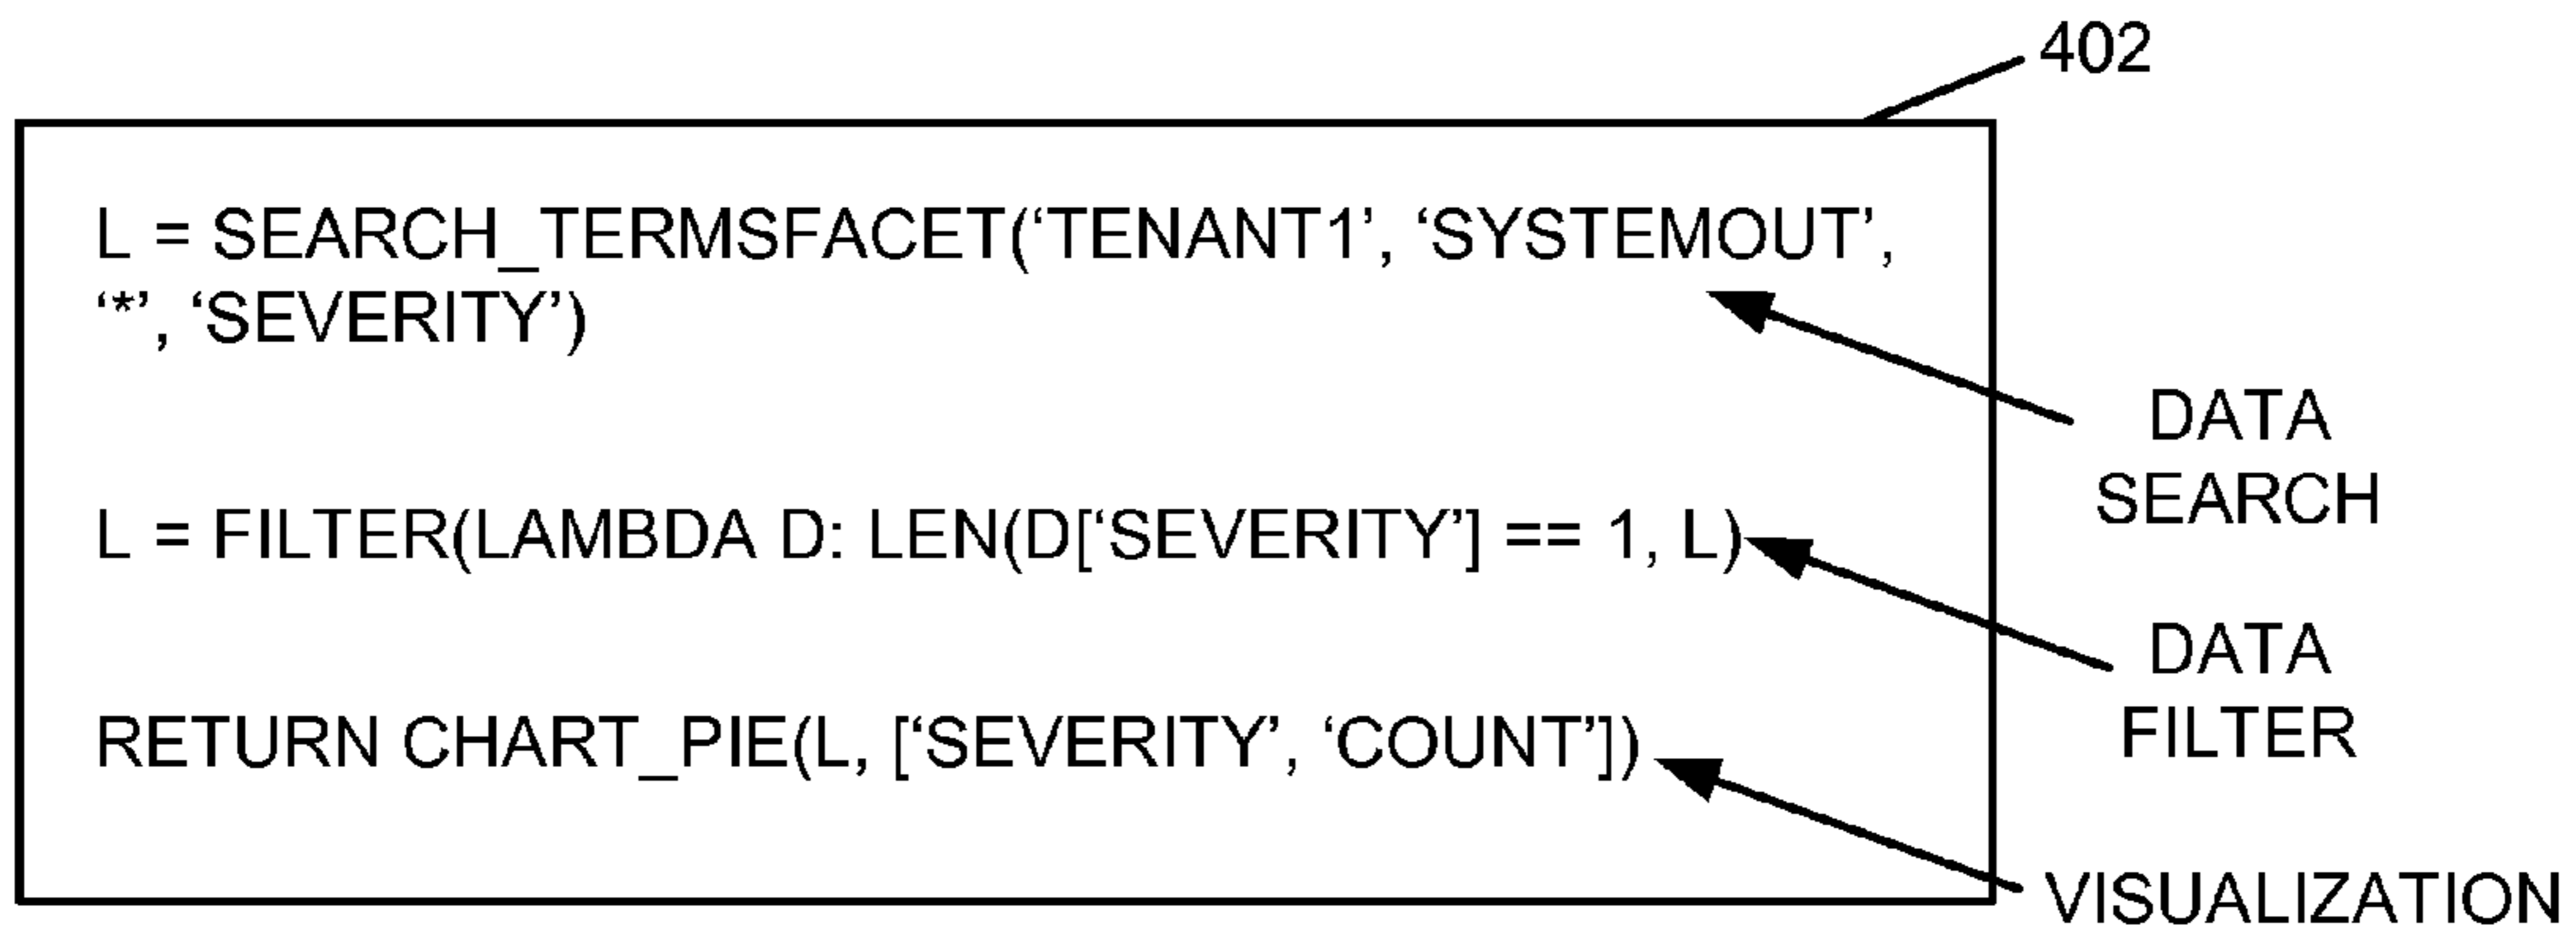 402
L = SEARCH_TERMSFACET(‘TENANT1’, ‘SYSTEMOUT’,
‘*’, ‘SEVERITY’)
DATA
SEARCH
L = FILTER(LAMBDA D: LEN(D[‘SEVERITY’] == 1, L)
DATA
FILTER
RETURN CHART_PIE(L, [‘SEVERITY’, ‘COUNT’])
VISUALIZATION